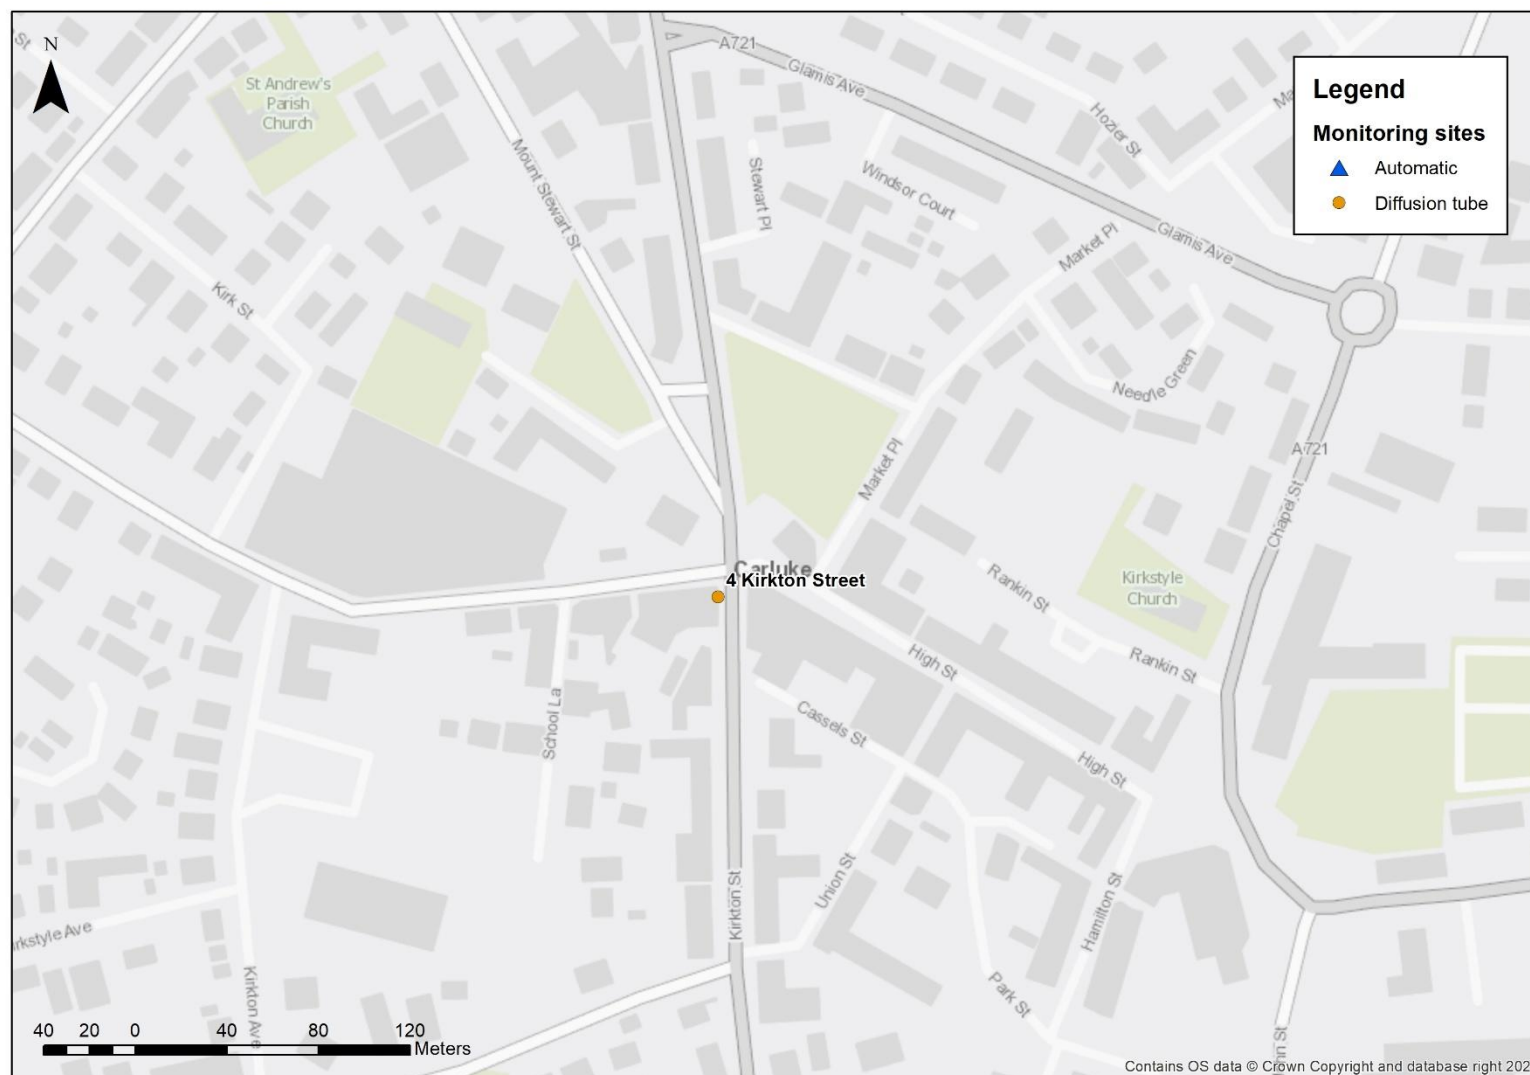 St
N
St Andrew's
Parish
Church
A721
Glamis Ave
Legend
Monitoring sites
Automatic
Diffusion tube
Hozier St
Mount Stewart St
Stewart Pl
Windsor Court
Market Pl
Glamis Ave
Kirk St
Needle Green
Market Pl
A721
Chapel St
Carluke
4 Kirkton Street
Rankin St
Kirkstyle
Church
Rankin St
High St
School La
Cassels St
High St
Union St
Kirkton St
Hamilton St
Kirkton Ave
Park St
40 20 0 40 80 120
Meters
Contains OS data © Crown Copyright and database right 202